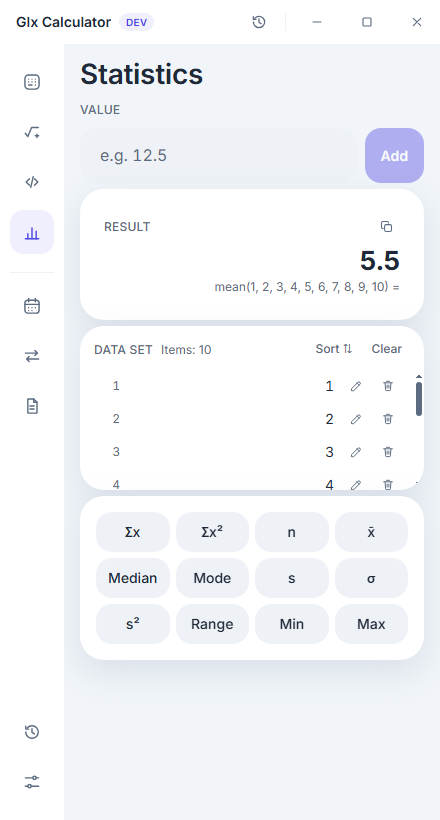 Glx Calculator DEV
Statistics
VALUE
e.g. 12.5 Add
RESULT
5.5
mean(1, 2, 3, 4, 5, 6, 7, 8, 9, 10) =
DATA SET Items: 10 Sort Clear
1 1
2 2
3 3
4 4
Σx Σx² n x̄
Median Mode s σ
s² Range Min Max